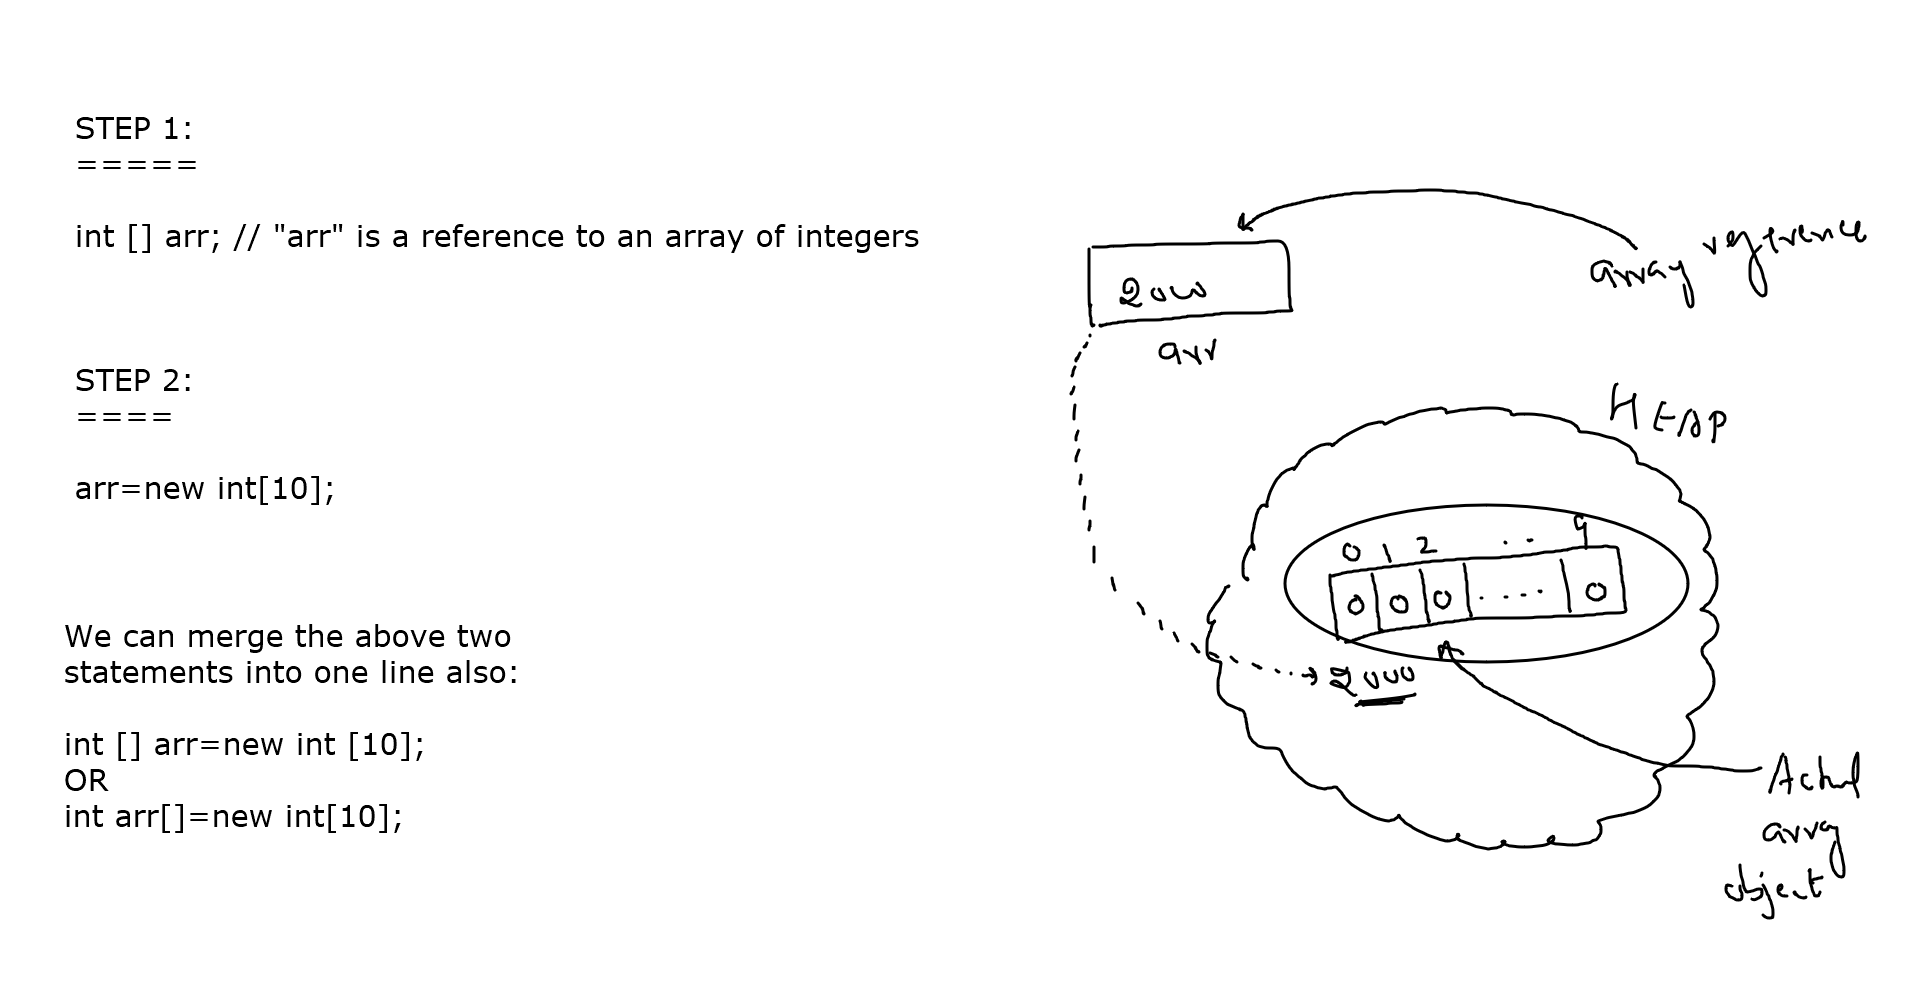 STEP 1:
=====
int [] arr; // "arr" is a reference to an array of integers
STEP 2:
====
arr=new int[10];
We can merge the above two
statements into one line also:
int [] arr=new int [10];
OR
int arr[]=new int[10];
array reference
2000
arr
HEAP
0 1 2 .. 9
0 0 0 .... 0
2000
Actual
array
object